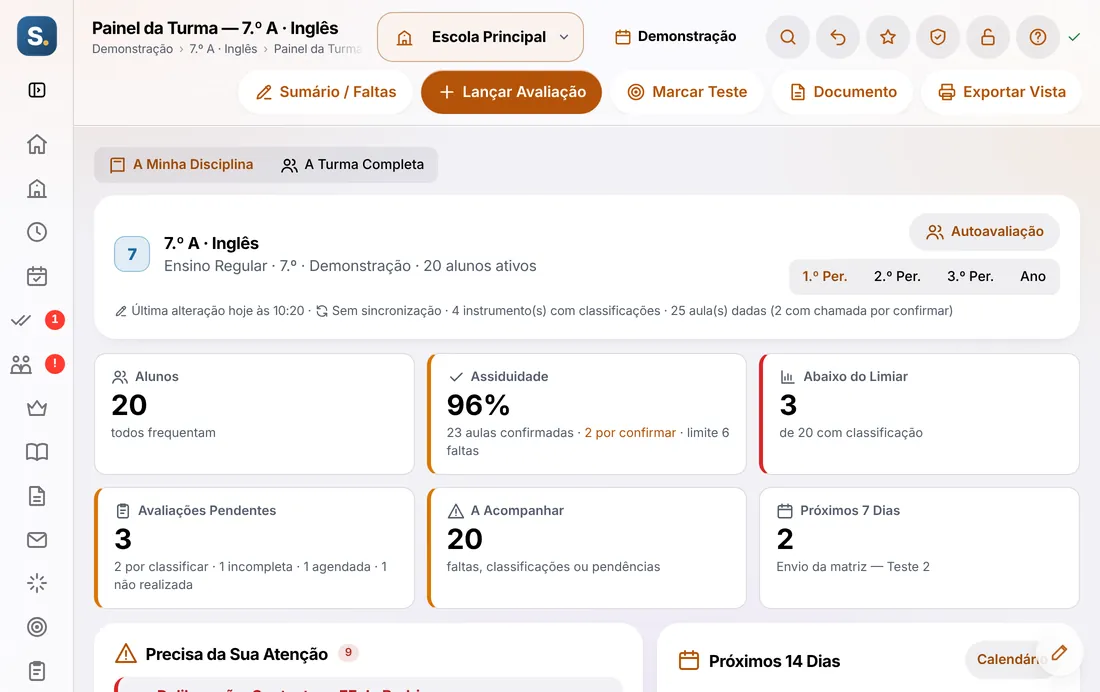 S.
Painel da Turma — 7.º A · Inglês
Demonstração › 7.º A · Inglês › Painel da Turma
Escola Principal
Demonstração
Sumário / Faltas
Lançar Avaliação
Marcar Teste
Documento
Exportar Vista
A Minha Disciplina
A Turma Completa
7
7.º A · Inglês
Ensino Regular · 7.º · Demonstração · 20 alunos ativos
Autoavaliação
1.º Per.
2.º Per.
3.º Per.
Ano
Última alteração hoje às 10:20 · Sem sincronização · 4 instrumento(s) com classificações · 25 aula(s) dadas (2 com chamada por confirmar)
1
!
Alunos
20
todos frequentam
Assiduidade
96%
23 aulas confirmadas · 2 por confirmar · limite 6
faltas
Abaixo do Limiar
3
de 20 com classificação
Avaliações Pendentes
3
2 por classificar · 1 incompleta · 1 agendada · 1
não realizada
A Acompanhar
20
faltas, classificações ou pendências
Próximos 7 Dias
2
Envio da matriz — Teste 2
Precisa da Sua Atenção
9
Próximos 14 Dias
Calendário